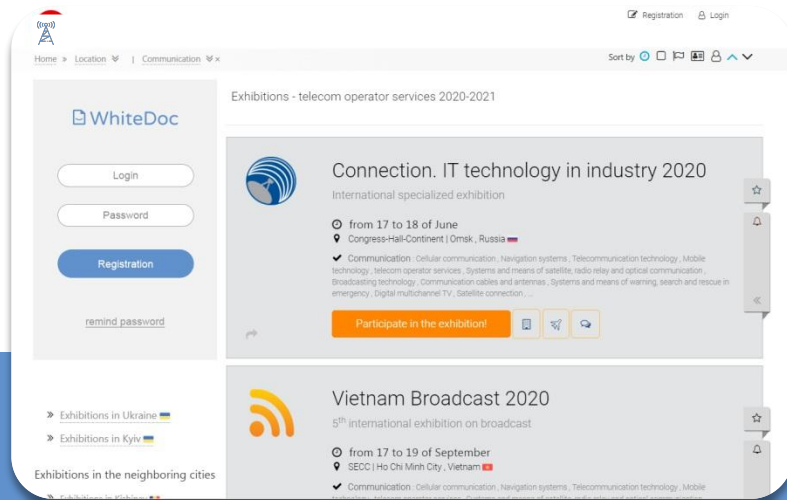 Registration Login
Home » Location | Communication ×
Sort by
WhiteDoc
Login
Password
Registration
remind password
» Exhibitions in Ukraine
» Exhibitions in Kyiv
Exhibitions in the neighboring cities
Exhibitions - telecom operator services 2020-2021
Connection. IT technology in industry 2020
International specialized exhibition
from 17 to 18 of June
Congress-Hall-Continent | Omsk , Russia
Communication : Cellular communication , Navigation systems , Telecommunication technology , Mobile
technology , telecom operator services , Systems and means of satellite, radio relay and optical communication ,
Broadcasting technology , Communication cables and antennas , Systems and means of warning, search and rescue in
emergency , Digital multichannel TV , Satellite connection , ...
Participate in the exhibition!
Vietnam Broadcast 2020
5th international exhibition on broadcast
from 17 to 19 of September
SECC | Ho Chi Minh City , Vietnam
Communication : Cellular communication , Navigation systems , Telecommunication technology , Mobile